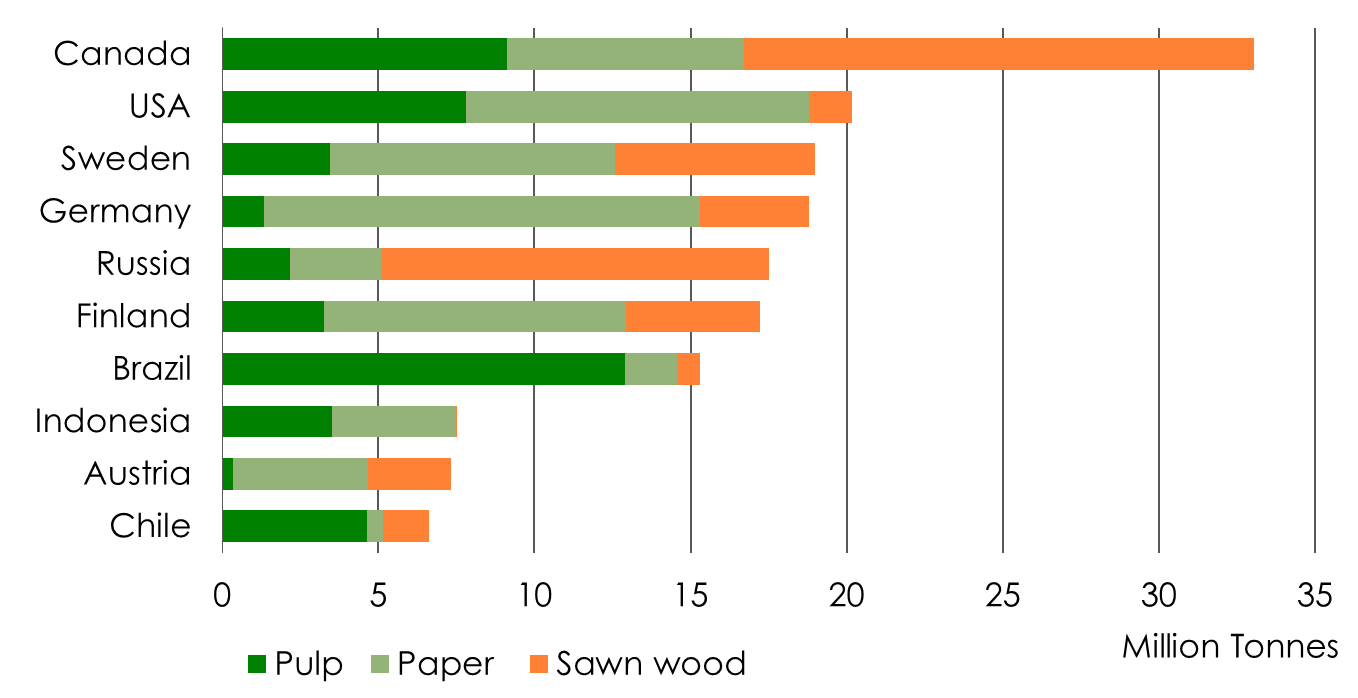 Canada
USA
Sweden
Germany
Russia
Finland
Brazil
Indonesia
Austria
Chile
0 5 10 15 20 25 30 35
Million Tonnes
Pulp Paper Sawn wood